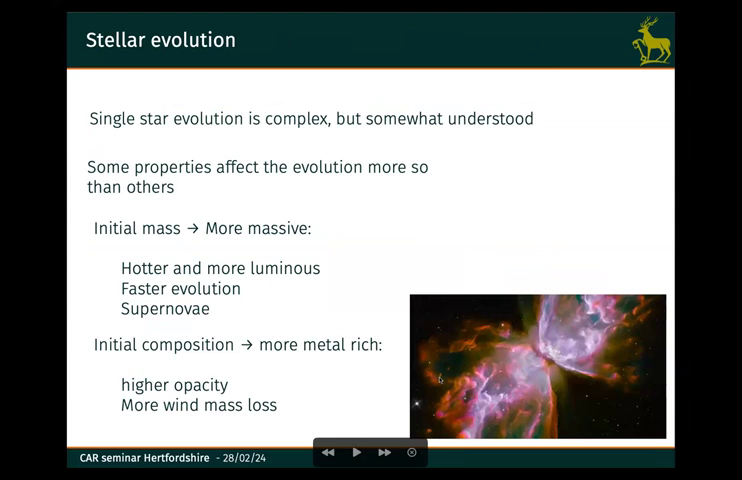 Stellar evolution
Single star evolution is complex, but somewhat understood
Some properties affect the evolution more so
than others
Initial mass → More massive:
Hotter and more luminous
Faster evolution
Supernovae
Initial composition → more metal rich:
higher opacity
More wind mass loss
CAR seminar Hertfordshire - 28/02/24